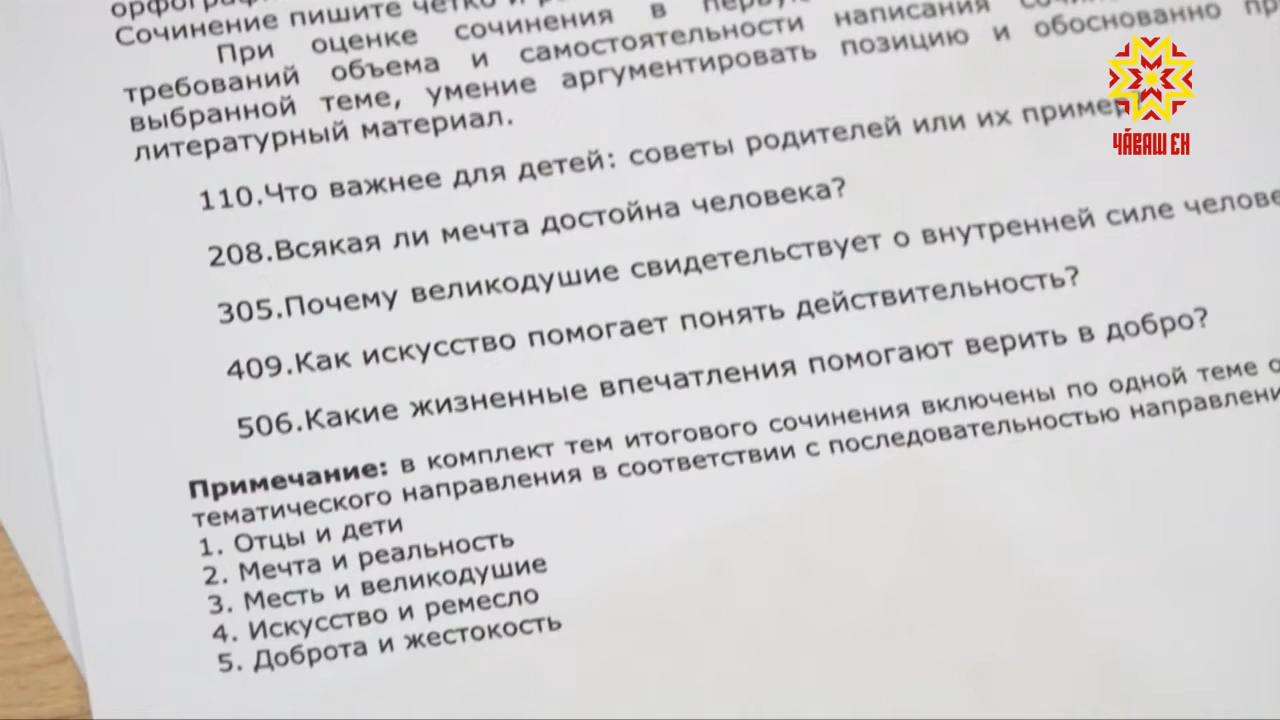 Сочинение пишите четко и
При оценке сочинения в
требований объема и самостоятельности написания
выбранной теме, умение аргументировать позицию и обоснованно
литературный материал.
110.Что важнее для детей: советы родителей или их пример
208.Всякая ли мечта достойна человека?
305.Почему великодушие свидетельствует о внутренней силе
409.Как искусство помогает понять действительность?
506.Какие жизненные впечатления помогают верить в добро?
Примечание: в комплект тем итогового сочинения включены по одной теме
тематического направления в соответствии с последовательностью
1. Отцы и дети
2. Мечта и реальность
3. Месть и великодушие
4. Искусство и ремесло
5. Доброта и жестокость
ЧӐВАШ ЕН